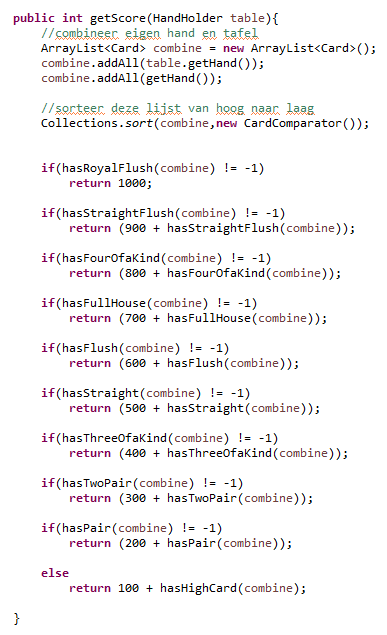 public int getScore(HandHolder table){
//combineer eigen hand en tafel
ArrayList<Card> combine = new ArrayList<Card>();
combine.addAll(table.getHand());
combine.addAll(getHand());
//sorteer deze lijst van hoog naar laag
Collections.sort(combine,new CardComparator());
if(hasRoyalFlush(combine) != -1)
return 1000;
if(hasStraightFlush(combine) != -1)
return (900 + hasStraightFlush(combine));
if(hasFourOfaKind(combine) != -1)
return (800 + hasFourOfaKind(combine));
if(hasFullHouse(combine) != -1)
return (700 + hasFullHouse(combine));
if(hasFlush(combine) != -1)
return (600 + hasFlush(combine));
if(hasStraight(combine) != -1)
return (500 + hasStraight(combine));
if(hasThreeOfaKind(combine) != -1)
return (400 + hasThreeOfaKind(combine));
if(hasTwoPair(combine) != -1)
return (300 + hasTwoPair(combine));
if(hasPair(combine) != -1)
return (200 + hasPair(combine));
else
return 100 + hasHighCard(combine);
}